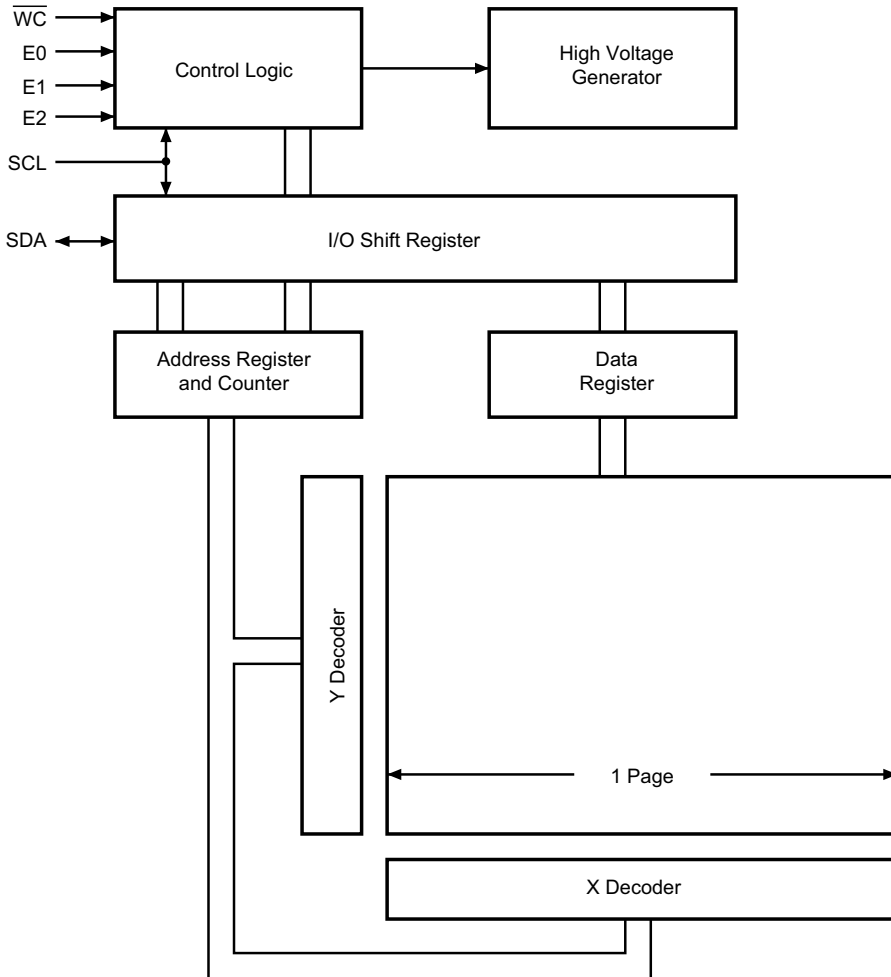 W̅C̅
E0
E1
E2
SCL
SDA
Control Logic
High Voltage
Generator
I/O Shift Register
Address Register
and Counter
Data
Register
Y Decoder
1 Page
X Decoder